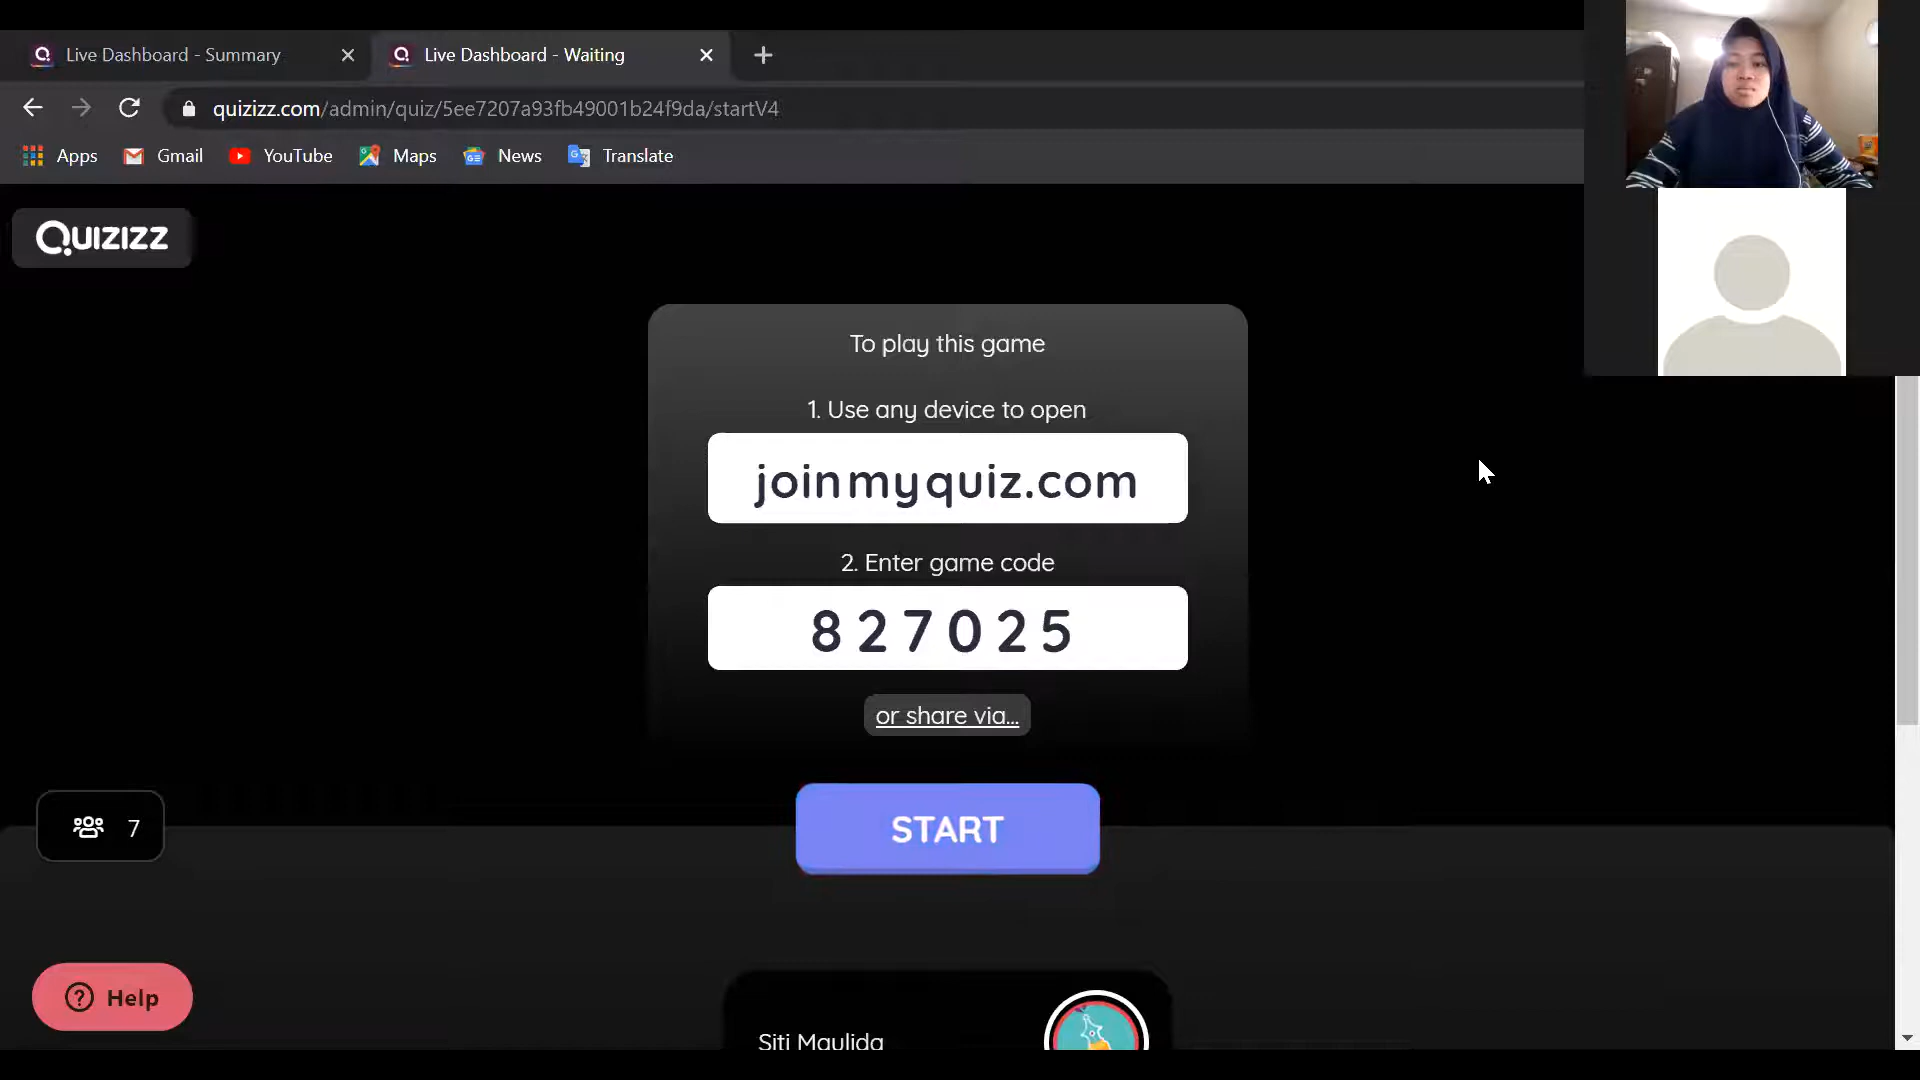 Live Dashboard - Summary
Live Dashboard - Waiting
quizizz.com/admin/quiz/5ee7207a93fb49001b24f9da/startV4
Apps
Gmail
YouTube
Maps
News
Translate
Quizizz
To play this game
1. Use any device to open
joinmyquiz.com
2. Enter game code
827025
or share via...
START
7
Help
Siti Maulida